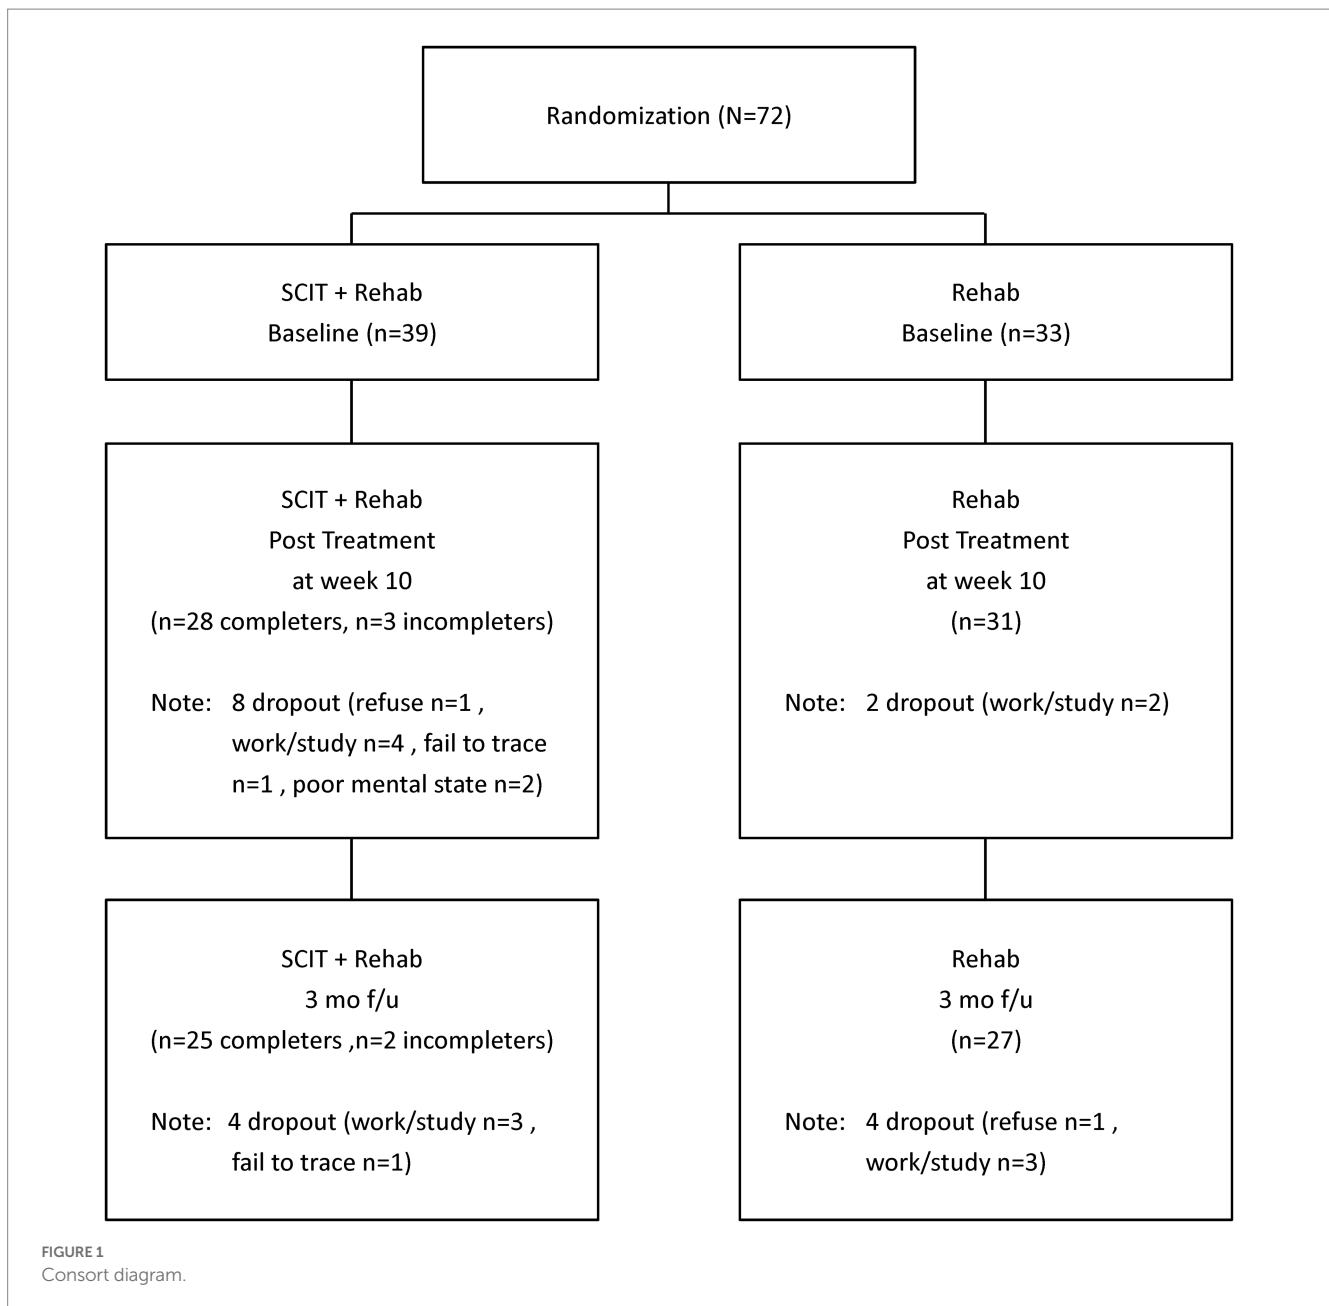 Randomization (N=72)
SCIT + Rehab
Baseline (n=39)
Rehab
Baseline (n=33)
SCIT + Rehab
Post Treatment
at week 10
(n=28 completers, n=3 incompleters)
Note: 8 dropout (refuse n=1 ,
work/study n=4 , fail to trace
n=1 , poor mental state n=2)
Rehab
Post Treatment
at week 10
(n=31)
Note: 2 dropout (work/study n=2)
SCIT + Rehab
3 mo f/u
(n=25 completers ,n=2 incompleters)
Note: 4 dropout (work/study n=3 ,
fail to trace n=1)
Rehab
3 mo f/u
(n=27)
Note: 4 dropout (refuse n=1 ,
work/study n=3)
FIGURE 1
Consort diagram.